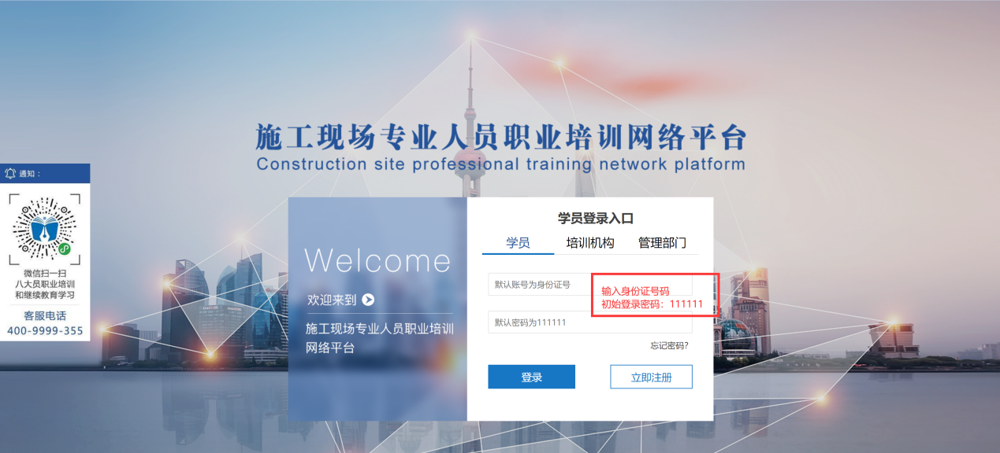 施工现场专业人员职业培训网络平台
Construction site professional training network platform
通知：
微信扫一扫
八大员职业培训
和继续教育学习
客服电话
400-9999-355
Welcome
欢迎来到
施工现场专业人员职业培训
网络平台
学员登录入口
学员 培训机构 管理部门
默认账号为身份证号
输入身份证号码
初始登录密码：111111
默认密码为111111
忘记密码?
登录 立即注册